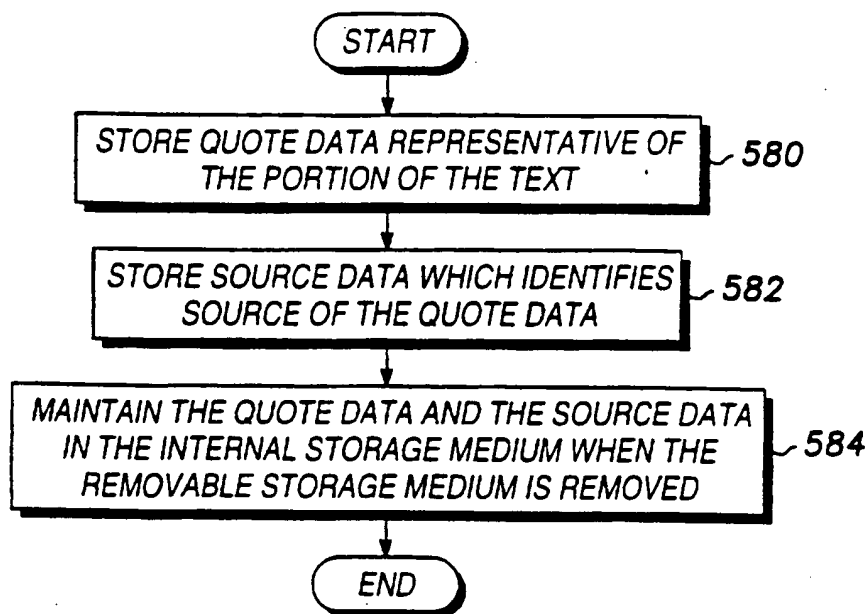 START
STORE QUOTE DATA REPRESENTATIVE OF
THE PORTION OF THE TEXT
580
STORE SOURCE DATA WHICH IDENTIFIES
SOURCE OF THE QUOTE DATA
582
MAINTAIN THE QUOTE DATA AND THE SOURCE DATA
IN THE INTERNAL STORAGE MEDIUM WHEN THE
REMOVABLE STORAGE MEDIUM IS REMOVED
584
END